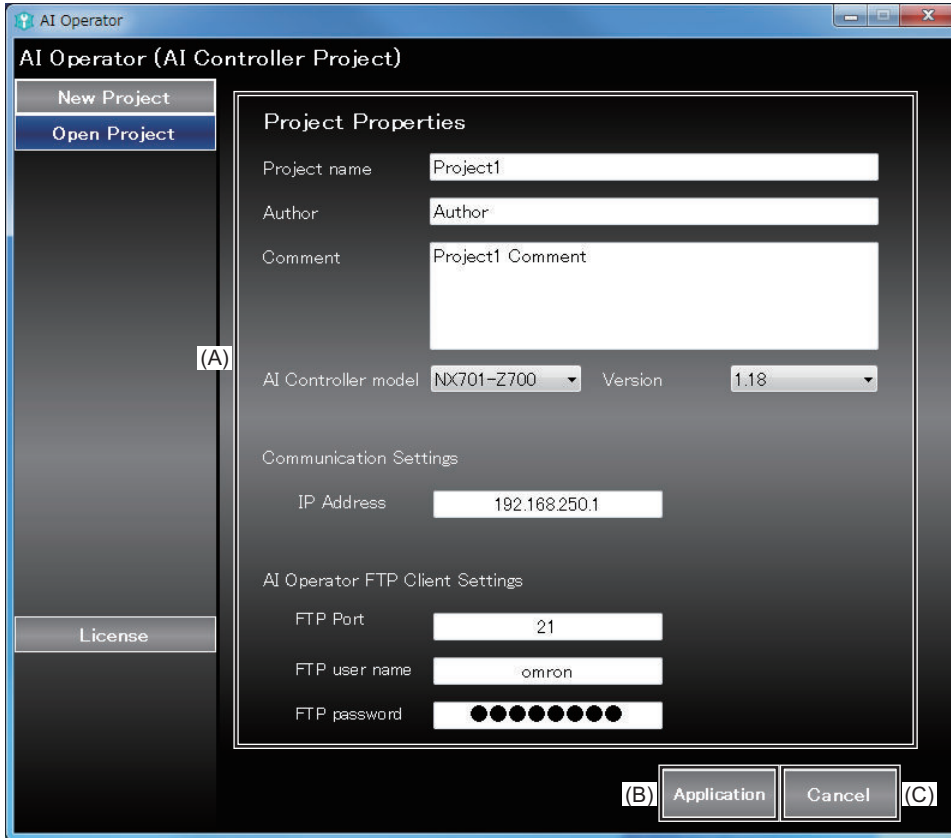 AI Operator
AI Operator (AI Controller Project)
New Project
Open Project
Project Properties
Project name Project1
Author Author
Comment Project1 Comment
(A)
AI Controller model NX701-Z700 Version 1.18
Communication Settings
IP Address 192.168.250.1
AI Operator FTP Client Settings
FTP Port 21
License
FTP user name omron
FTP password ●●●●●●●●
(B) Application Cancel (C)